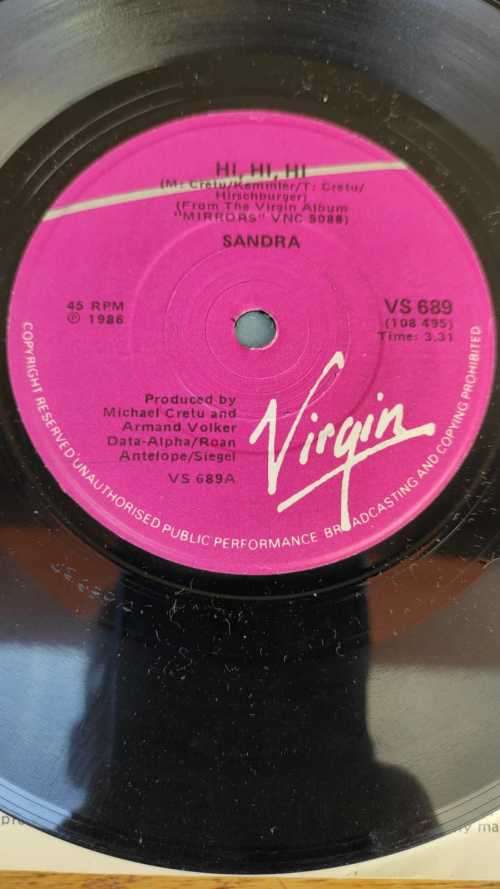 HI, HI, HI
(M: Cretu/Kemmler/T: Cretu/
Hirschburger)
(From The Virgin Album
"MIRRORS" VNC 5088)
SANDRA
45 RPM
℗ 1986
VS 689
(108 495)
Time: 3.31
Produced by
Michael Cretu and
Armand Volker
Data-Alpha/Roan
Antelope/Siegel
VS 689A
Virgin
COPYRIGHT RESERVED UNAUTHORISED PUBLIC PERFORMANCE BROADCASTING AND COPYING PROHIBITED